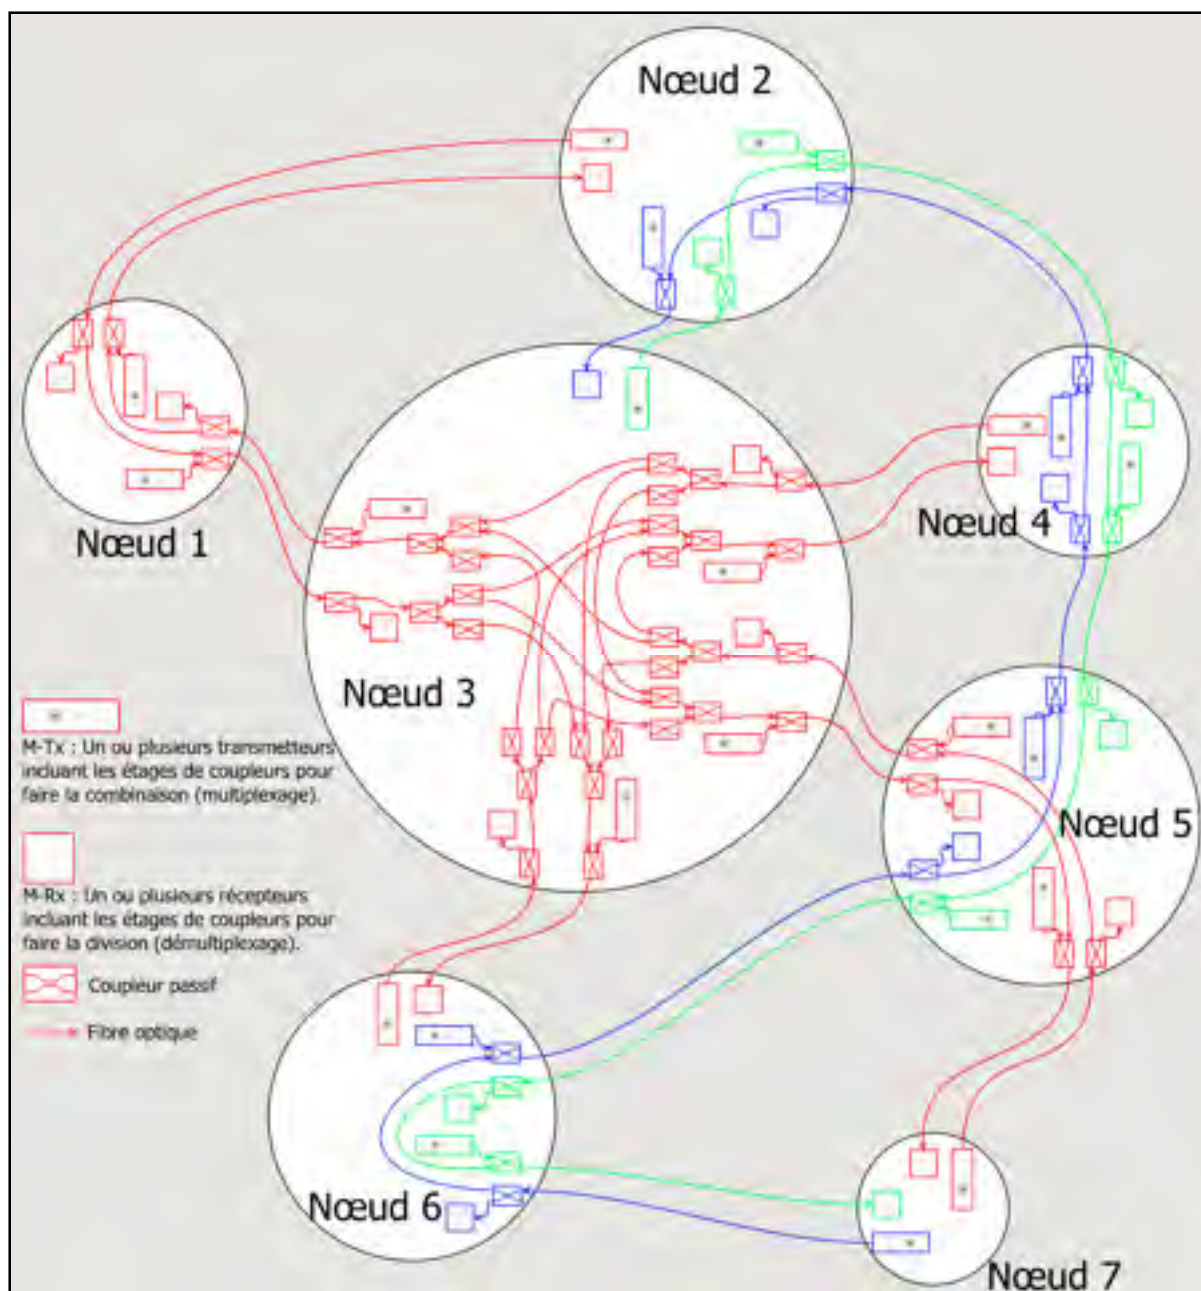 Nœud 2
Nœud 1
Nœud 4
Nœud 3
Nœud 5
M-Tx : Un ou plusieurs transmetteurs
incluant les étages de coupleurs pour
faire la combinaison (multiplexage).
M-Rx : Un ou plusieurs récepteurs
incluant les étages de coupleurs pour
faire la division (démultiplexage).
Coupleur passif
Fibre optique
Nœud 6
Nœud 7